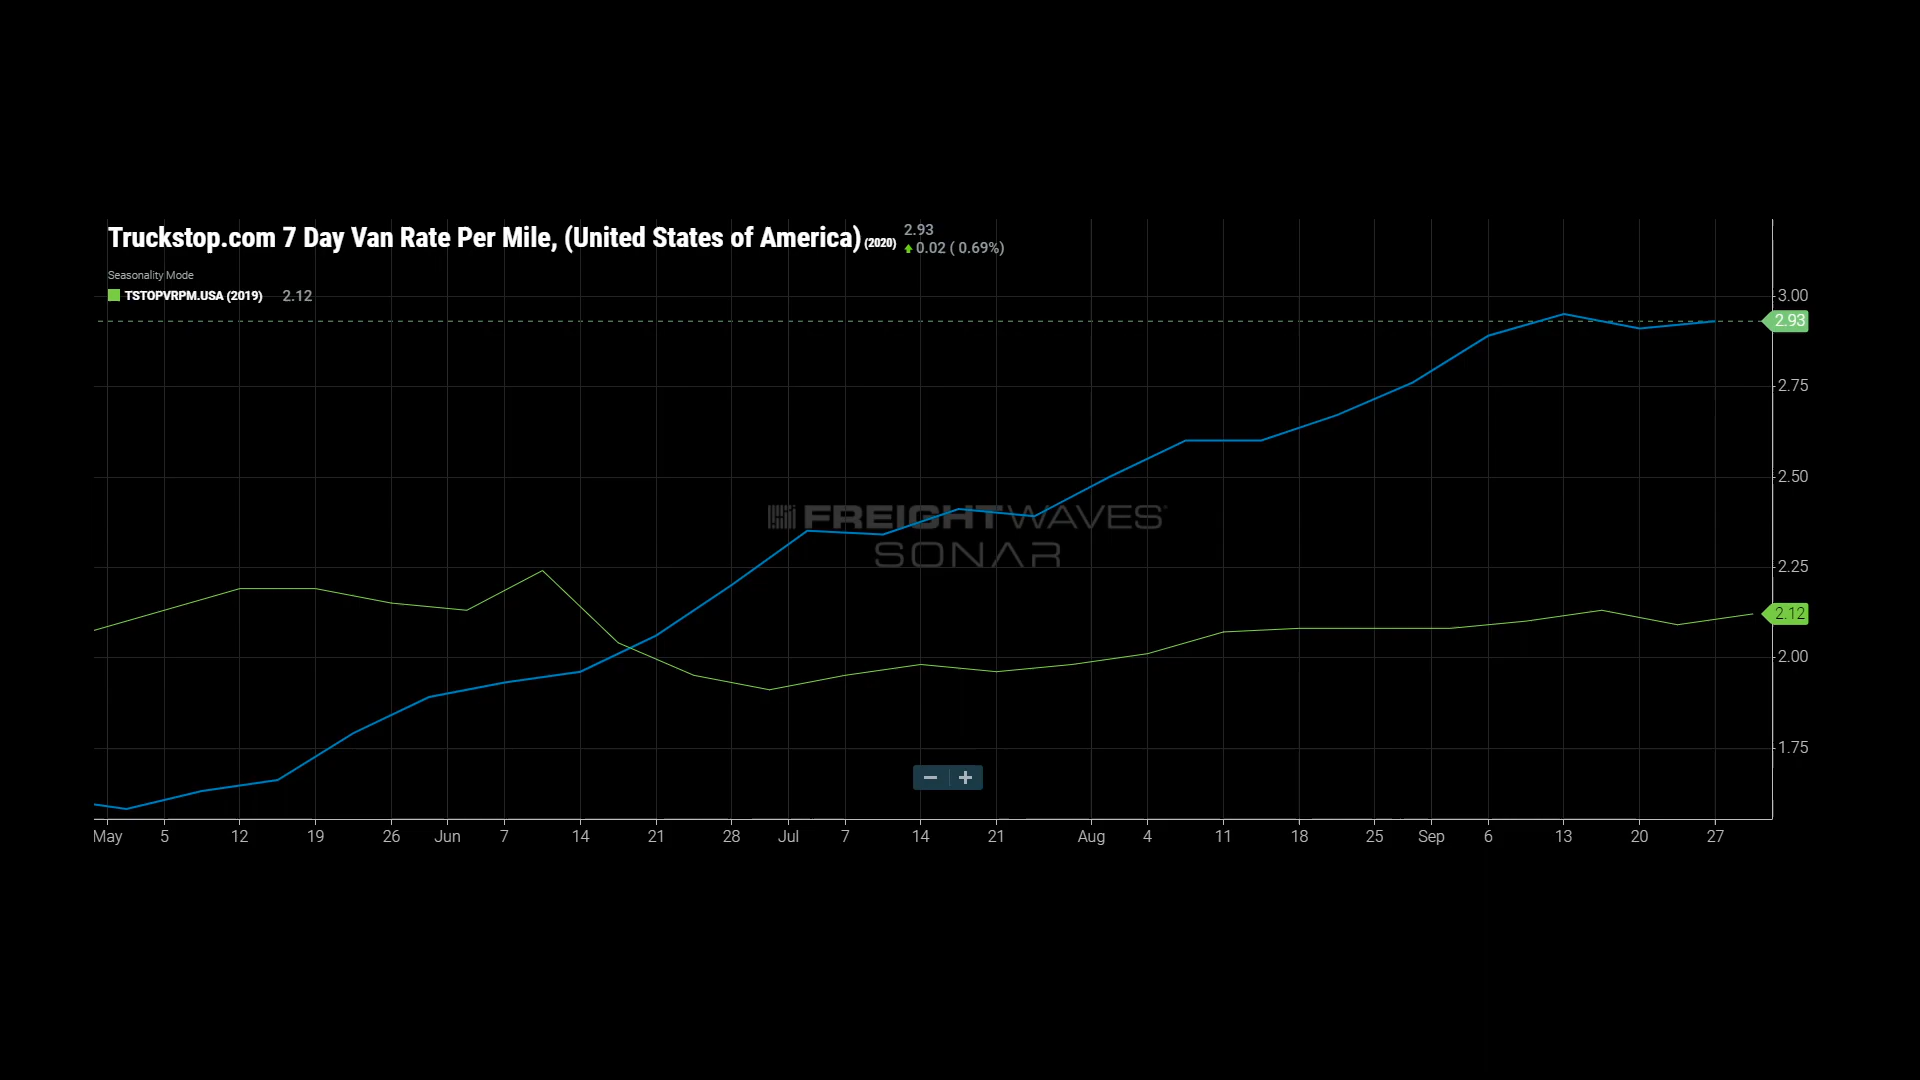 Truckstop.com 7 Day Van Rate Per Mile, (United States of America) (2020) 2.93
0.02 ( 0.69%)
Seasonality Mode
TSTOPVRPM.USA (2019) 2.12
3.00
2.93
2.75
2.50
FREIGHTWAVES
SONAR
2.25
2.12
2.00
1.75
− +
May 5 12 19 26 Jun 7 14 21 28 Jul 7 14 21 Aug 4 11 18 25 Sep 6 13 20 27